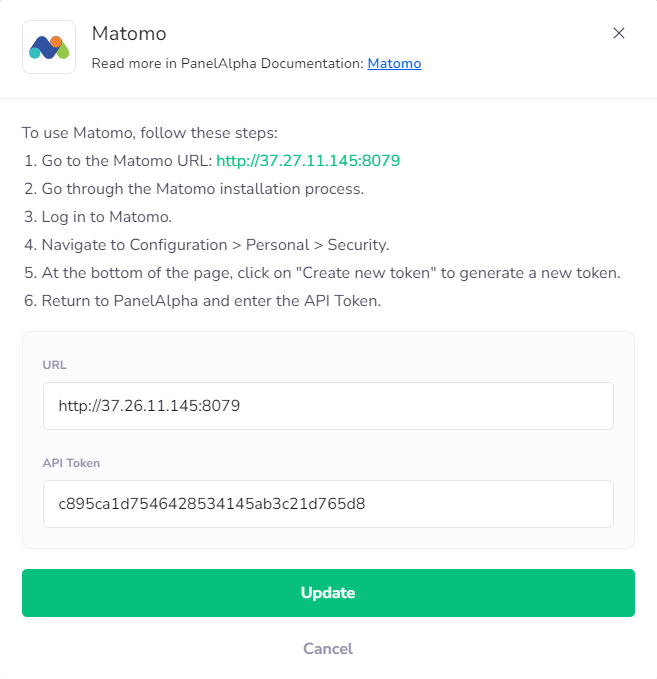 Matomo
Read more in PanelAlpha Documentation: Matomo
To use Matomo, follow these steps:
1. Go to the Matomo URL: http://37.27.11.145:8079
2. Go through the Matomo installation process.
3. Log in to Matomo.
4. Navigate to Configuration > Personal > Security.
5. At the bottom of the page, click on "Create new token" to generate a new token.
6. Return to PanelAlpha and enter the API Token.
URL
http://37.26.11.145:8079
API Token
c895ca1d7546428534145ab3c21d765d8
Update
Cancel